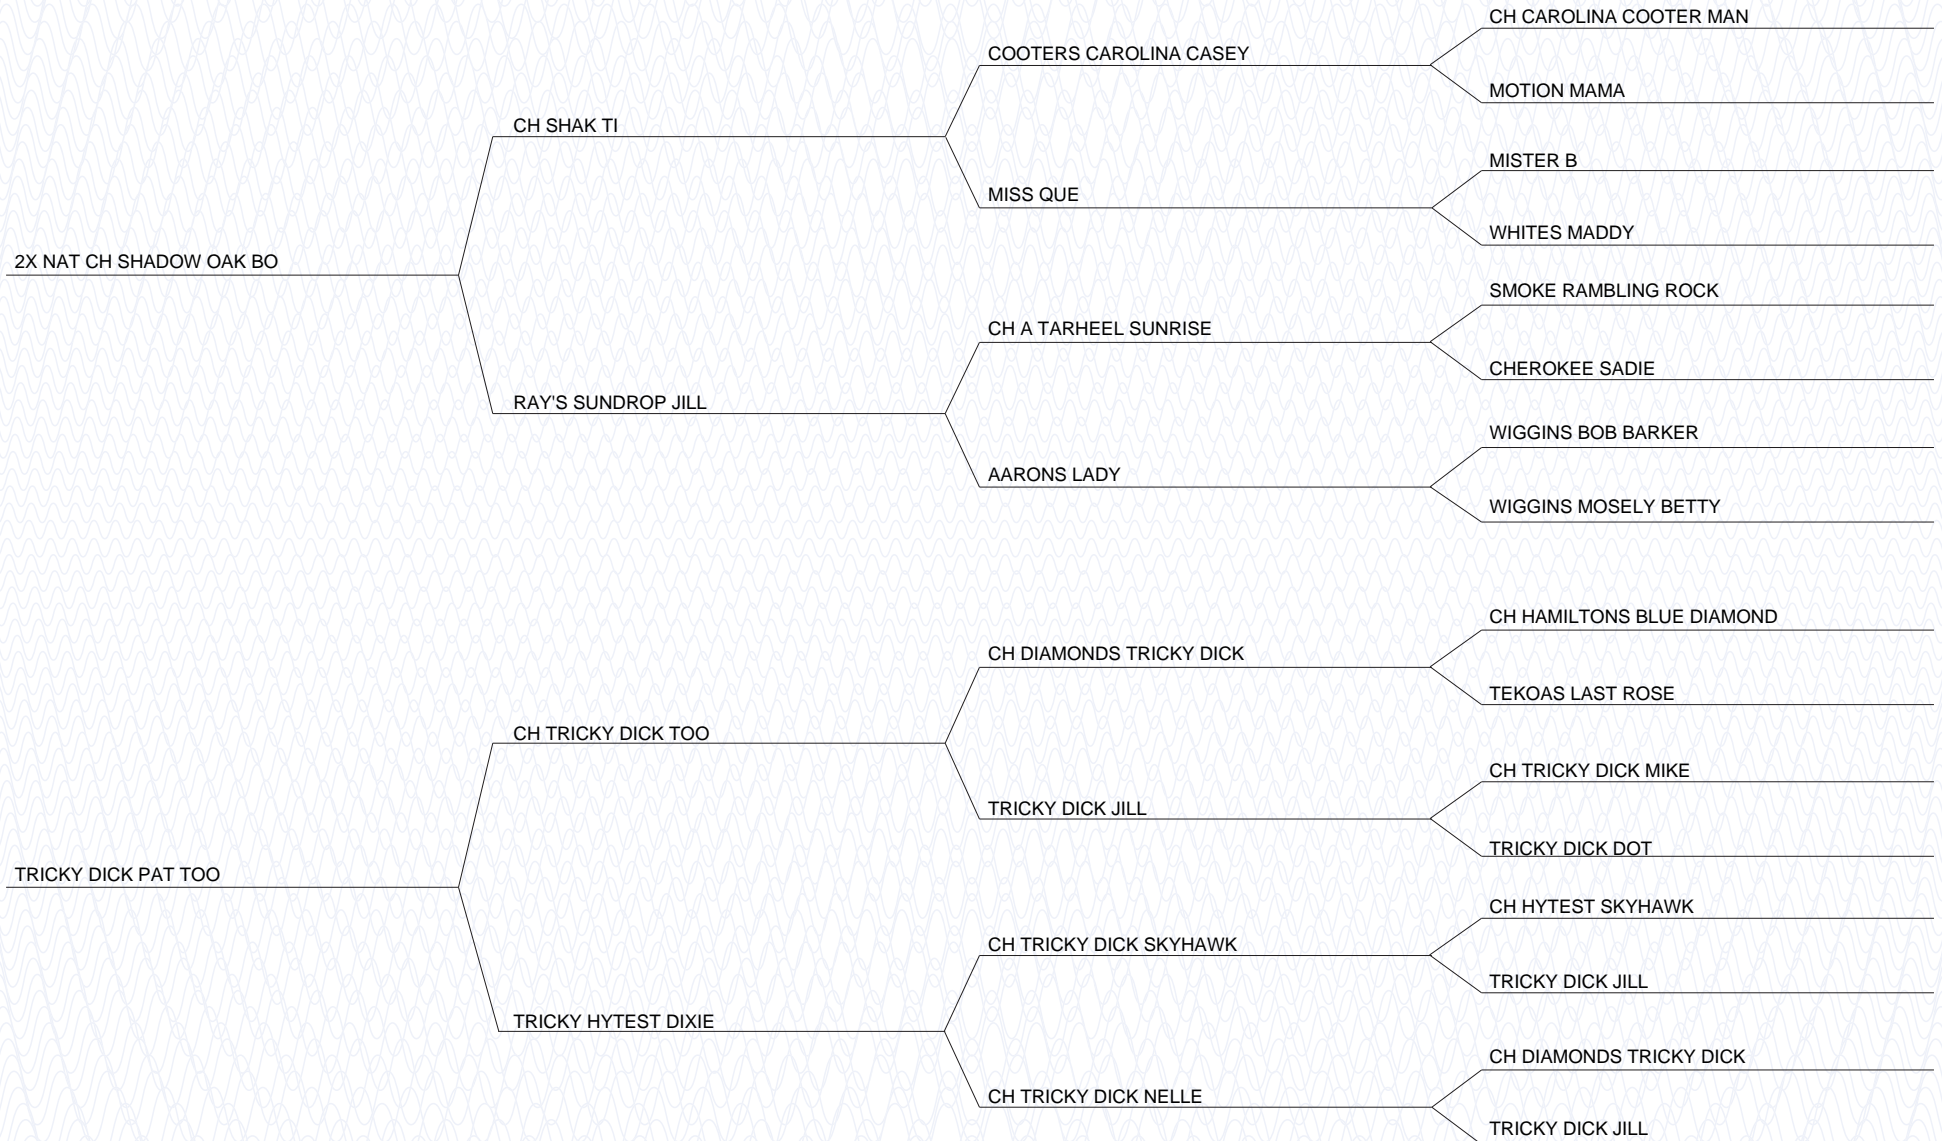 CH CAROLINA COOTER MAN
COOTERS CAROLINA CASEY
MOTION MAMA
CH SHAK TI
MISTER B
MISS QUE
WHITES MADDY
2X NAT CH SHADOW OAK BO
SMOKE RAMBLING ROCK
CH A TARHEEL SUNRISE
CHEROKEE SADIE
RAY'S SUNDROP JILL
WIGGINS BOB BARKER
AARONS LADY
WIGGINS MOSELY BETTY
CH HAMILTONS BLUE DIAMOND
CH DIAMONDS TRICKY DICK
TEKOAS LAST ROSE
CH TRICKY DICK TOO
CH TRICKY DICK MIKE
TRICKY DICK JILL
TRICKY DICK DOT
TRICKY DICK PAT TOO
CH HYTEST SKYHAWK
CH TRICKY DICK SKYHAWK
TRICKY DICK JILL
TRICKY HYTEST DIXIE
CH DIAMONDS TRICKY DICK
CH TRICKY DICK NELLE
TRICKY DICK JILL